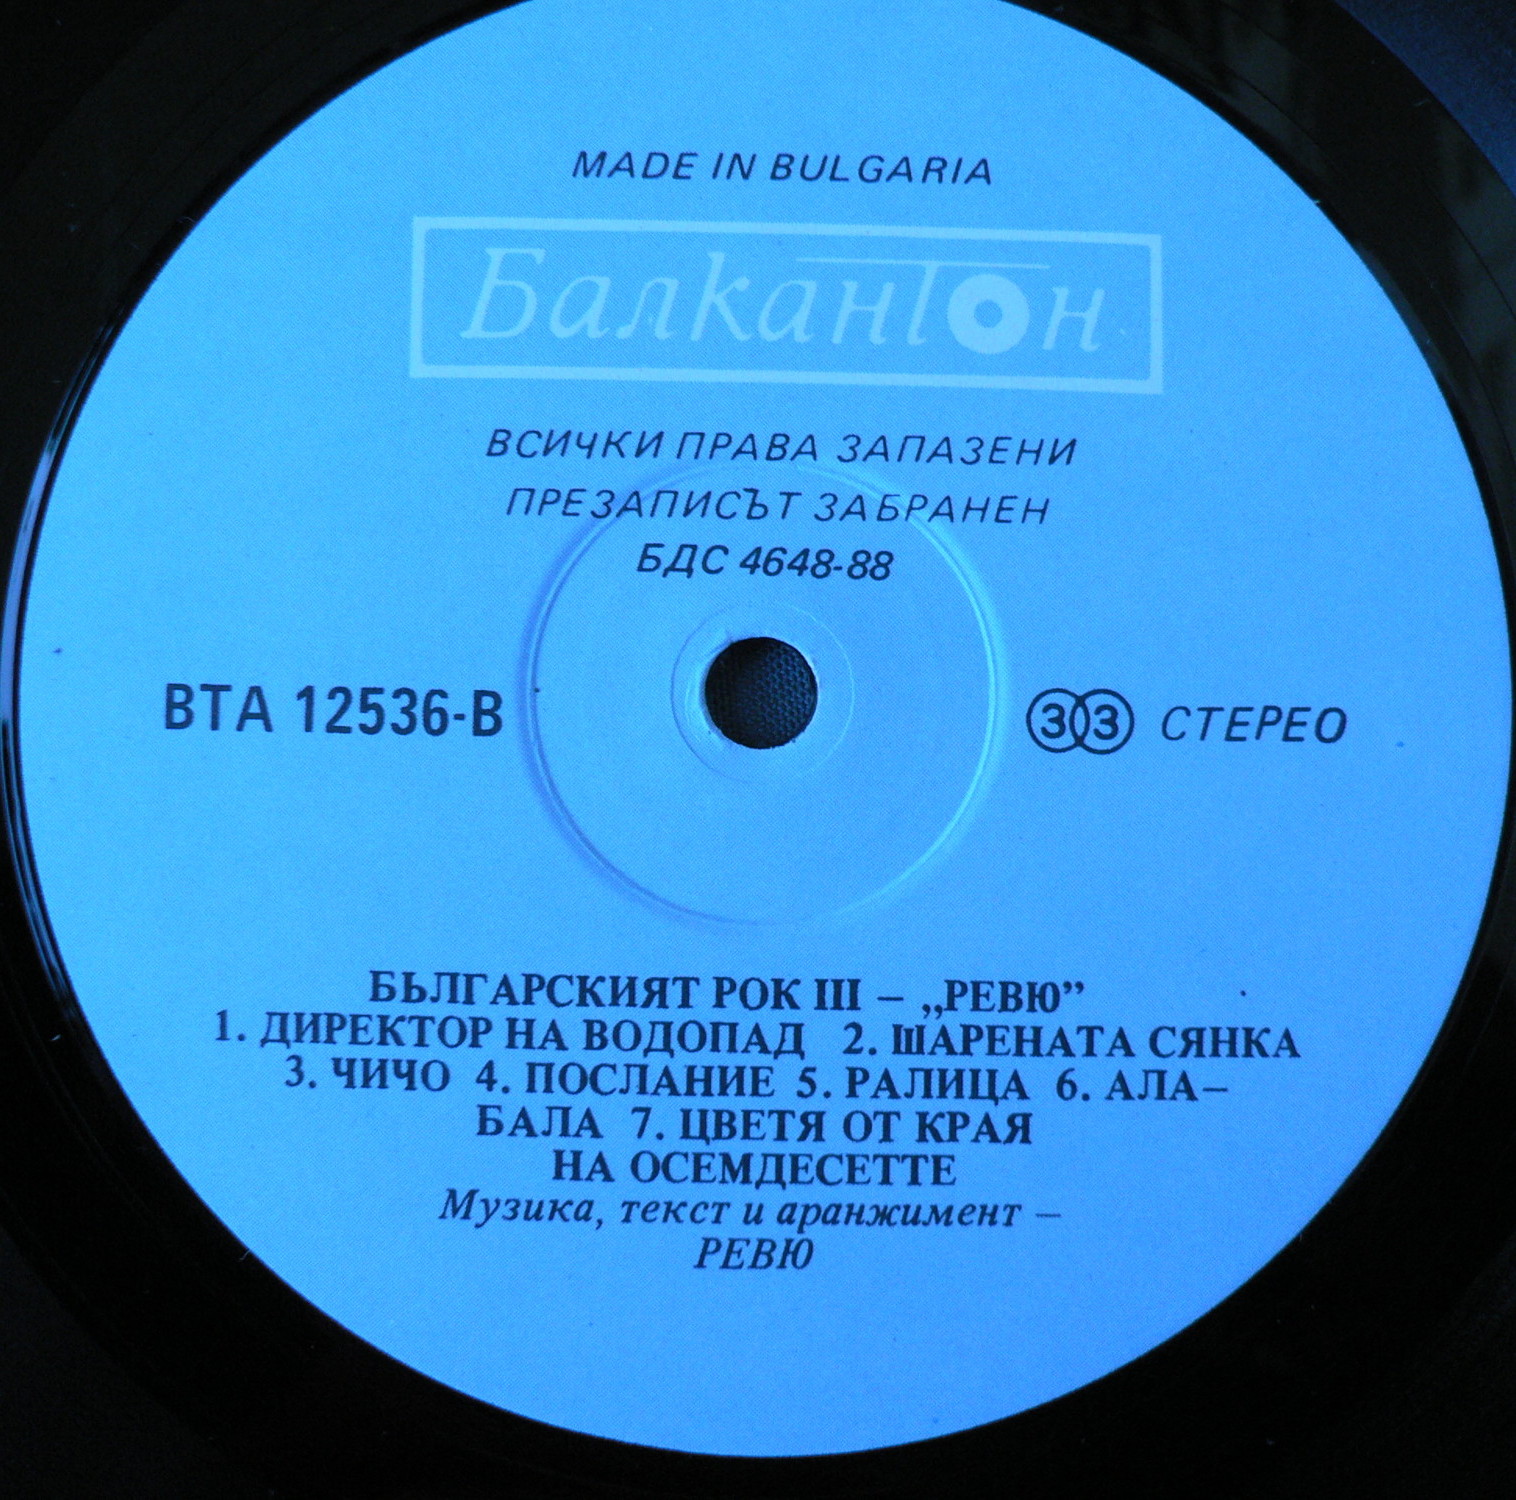 MADE IN BULGARIA
Балкантон
ВСИЧКИ ПРАВА ЗАПАЗЕНИ
ПРЕЗАПИСЪТ ЗАБРАНЕН
БДС 4648-88
ВТА 12536-В
33 СТЕРЕО
БЪЛГАРСКИЯТ РОК III – „РЕВЮ”
1. ДИРЕКТОР НА ВОДОПАД 2. ШАРЕНАТА СЯНКА
3. ЧИЧО 4. ПОСЛАНИЕ 5. РАЛИЦА 6. АЛА–
БАЛА 7. ЦВЕТЯ ОТ КРАЯ
НА ОСЕМДЕСЕТТЕ
Музика, текст и аранжимент –
РЕВЮ